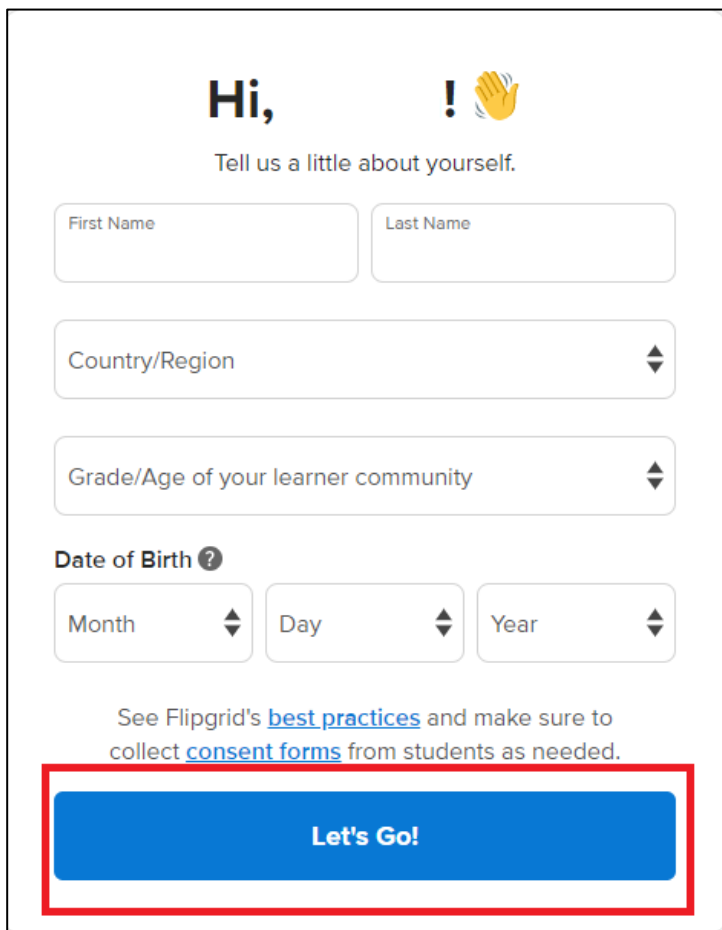 Hi, ! 👋
Tell us a little about yourself.
First Name
Last Name
Country/Region
Grade/Age of your learner community
Date of Birth ?
Month
Day
Year
See Flipgrid's best practices and make sure to
collect consent forms from students as needed.
Let's Go!